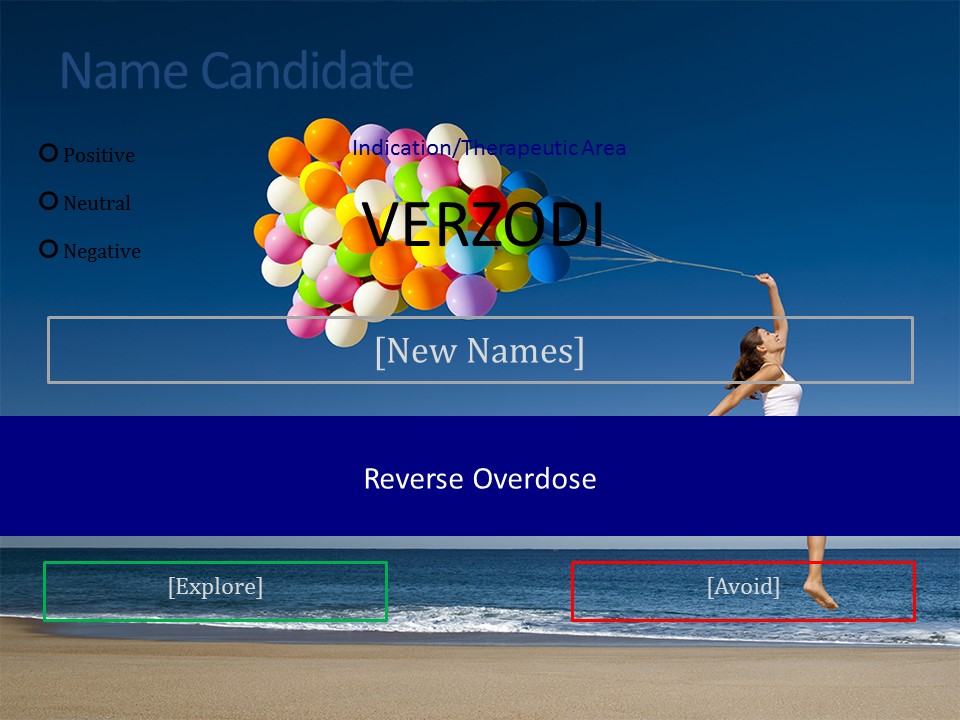 Name Candidate
Indication/Therapeutic Area
Positive
Neutral
Negative
VERZODI
[New Names]
Reverse Overdose
[Explore]
[Avoid]